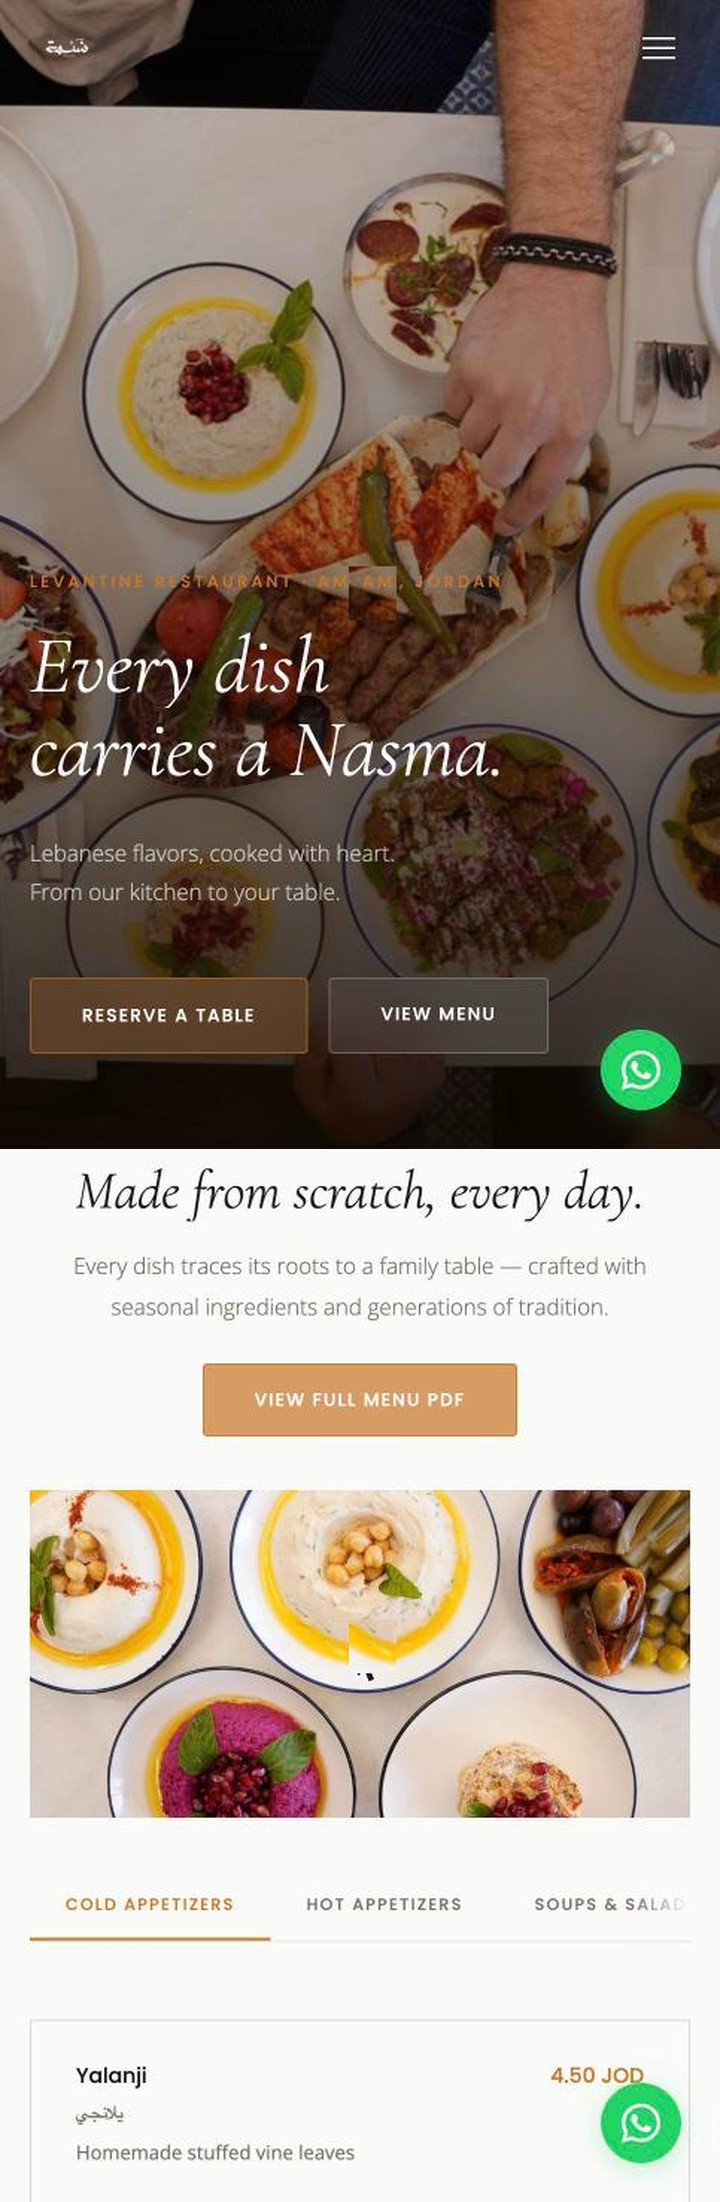 نسمة
LEVANTINE RESTAURANT · AM AM, JORDAN
Every dish
carries a Nasma.
Lebanese flavors, cooked with heart.
From our kitchen to your table.
RESERVE A TABLE
VIEW MENU
Made from scratch, every day.
Every dish traces its roots to a family table — crafted with
seasonal ingredients and generations of tradition.
VIEW FULL MENU PDF
COLD APPETIZERS
HOT APPETIZERS
SOUPS & SALAD
Yalanji
4.50 JOD
يلانجي
Homemade stuffed vine leaves